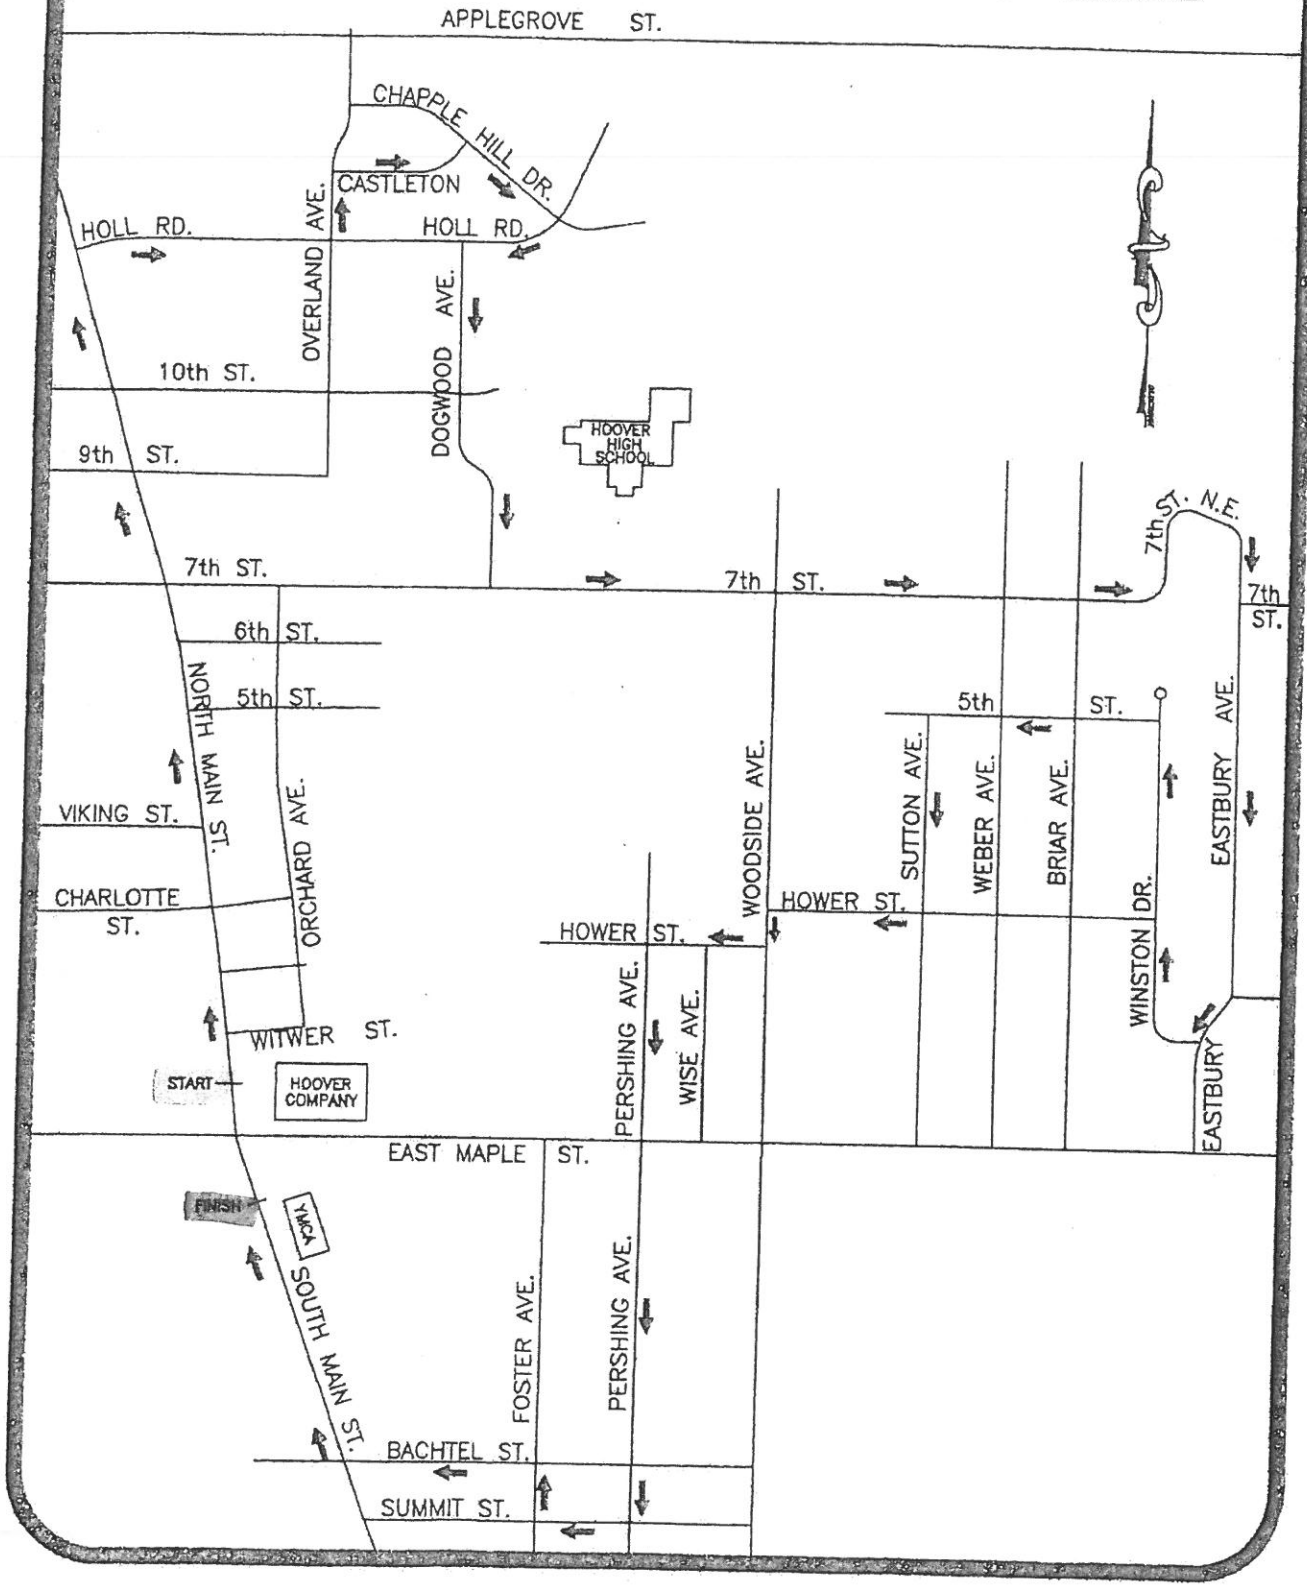 APPLEGROVE ST.
CHAPPLE HILL DR.
CASTLETON
HOLL RD.
HOLL RD.
OVERLAND AVE.
DOGWOOD AVE.
10th ST.
HOOVER
HIGH
SCHOOL
9th ST.
7th ST. N.E.
7th ST.
7th ST.
7th
ST.
6th ST.
5th ST.
NORTH MAIN ST.
ORCHARD AVE.
5th ST.
WOODSIDE AVE.
SUTTON AVE.
WEBER AVE.
BRIAR AVE.
WINSTON DR.
EASTBURY AVE.
VIKING ST.
CHARLOTTE
ST.
HOWER ST.
HOWER ST.
PERSHING AVE.
WISE AVE.
WITWER ST.
START
HOOVER
COMPANY
EASTBURY
EAST MAPLE ST.
FINISH
YMCA
SOUTH MAIN ST.
FOSTER AVE.
PERSHING AVE.
BACHTEL ST.
SUMMIT ST.